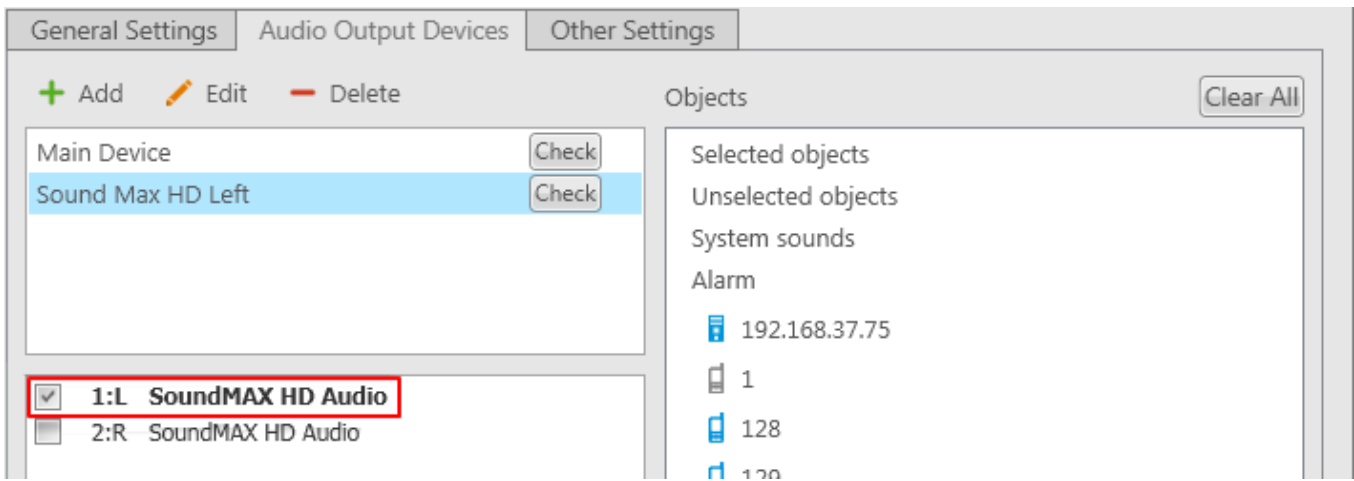 General Settings
Audio Output Devices
Other Settings
Add
Edit
Delete
Main Device
Check
Sound Max HD Left
Check
1:L SoundMAX HD Audio
2:R SoundMAX HD Audio
Objects
Clear All
Selected objects
Unselected objects
System sounds
Alarm
192.168.37.75
1
128
129